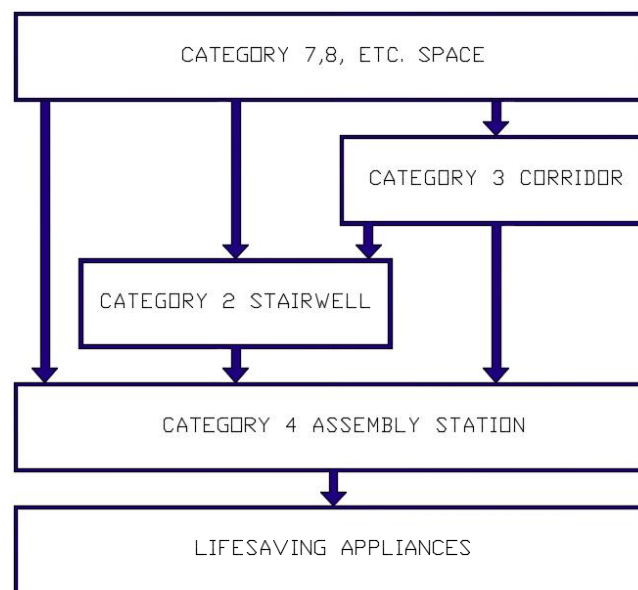 CATEGORY 7,8, ETC. SPACE
CATEGORY 3 CORRIDOR
CATEGORY 2 STAIRWELL
CATEGORY 4 ASSEMBLY STATION
LIFESAVING APPLIANCES